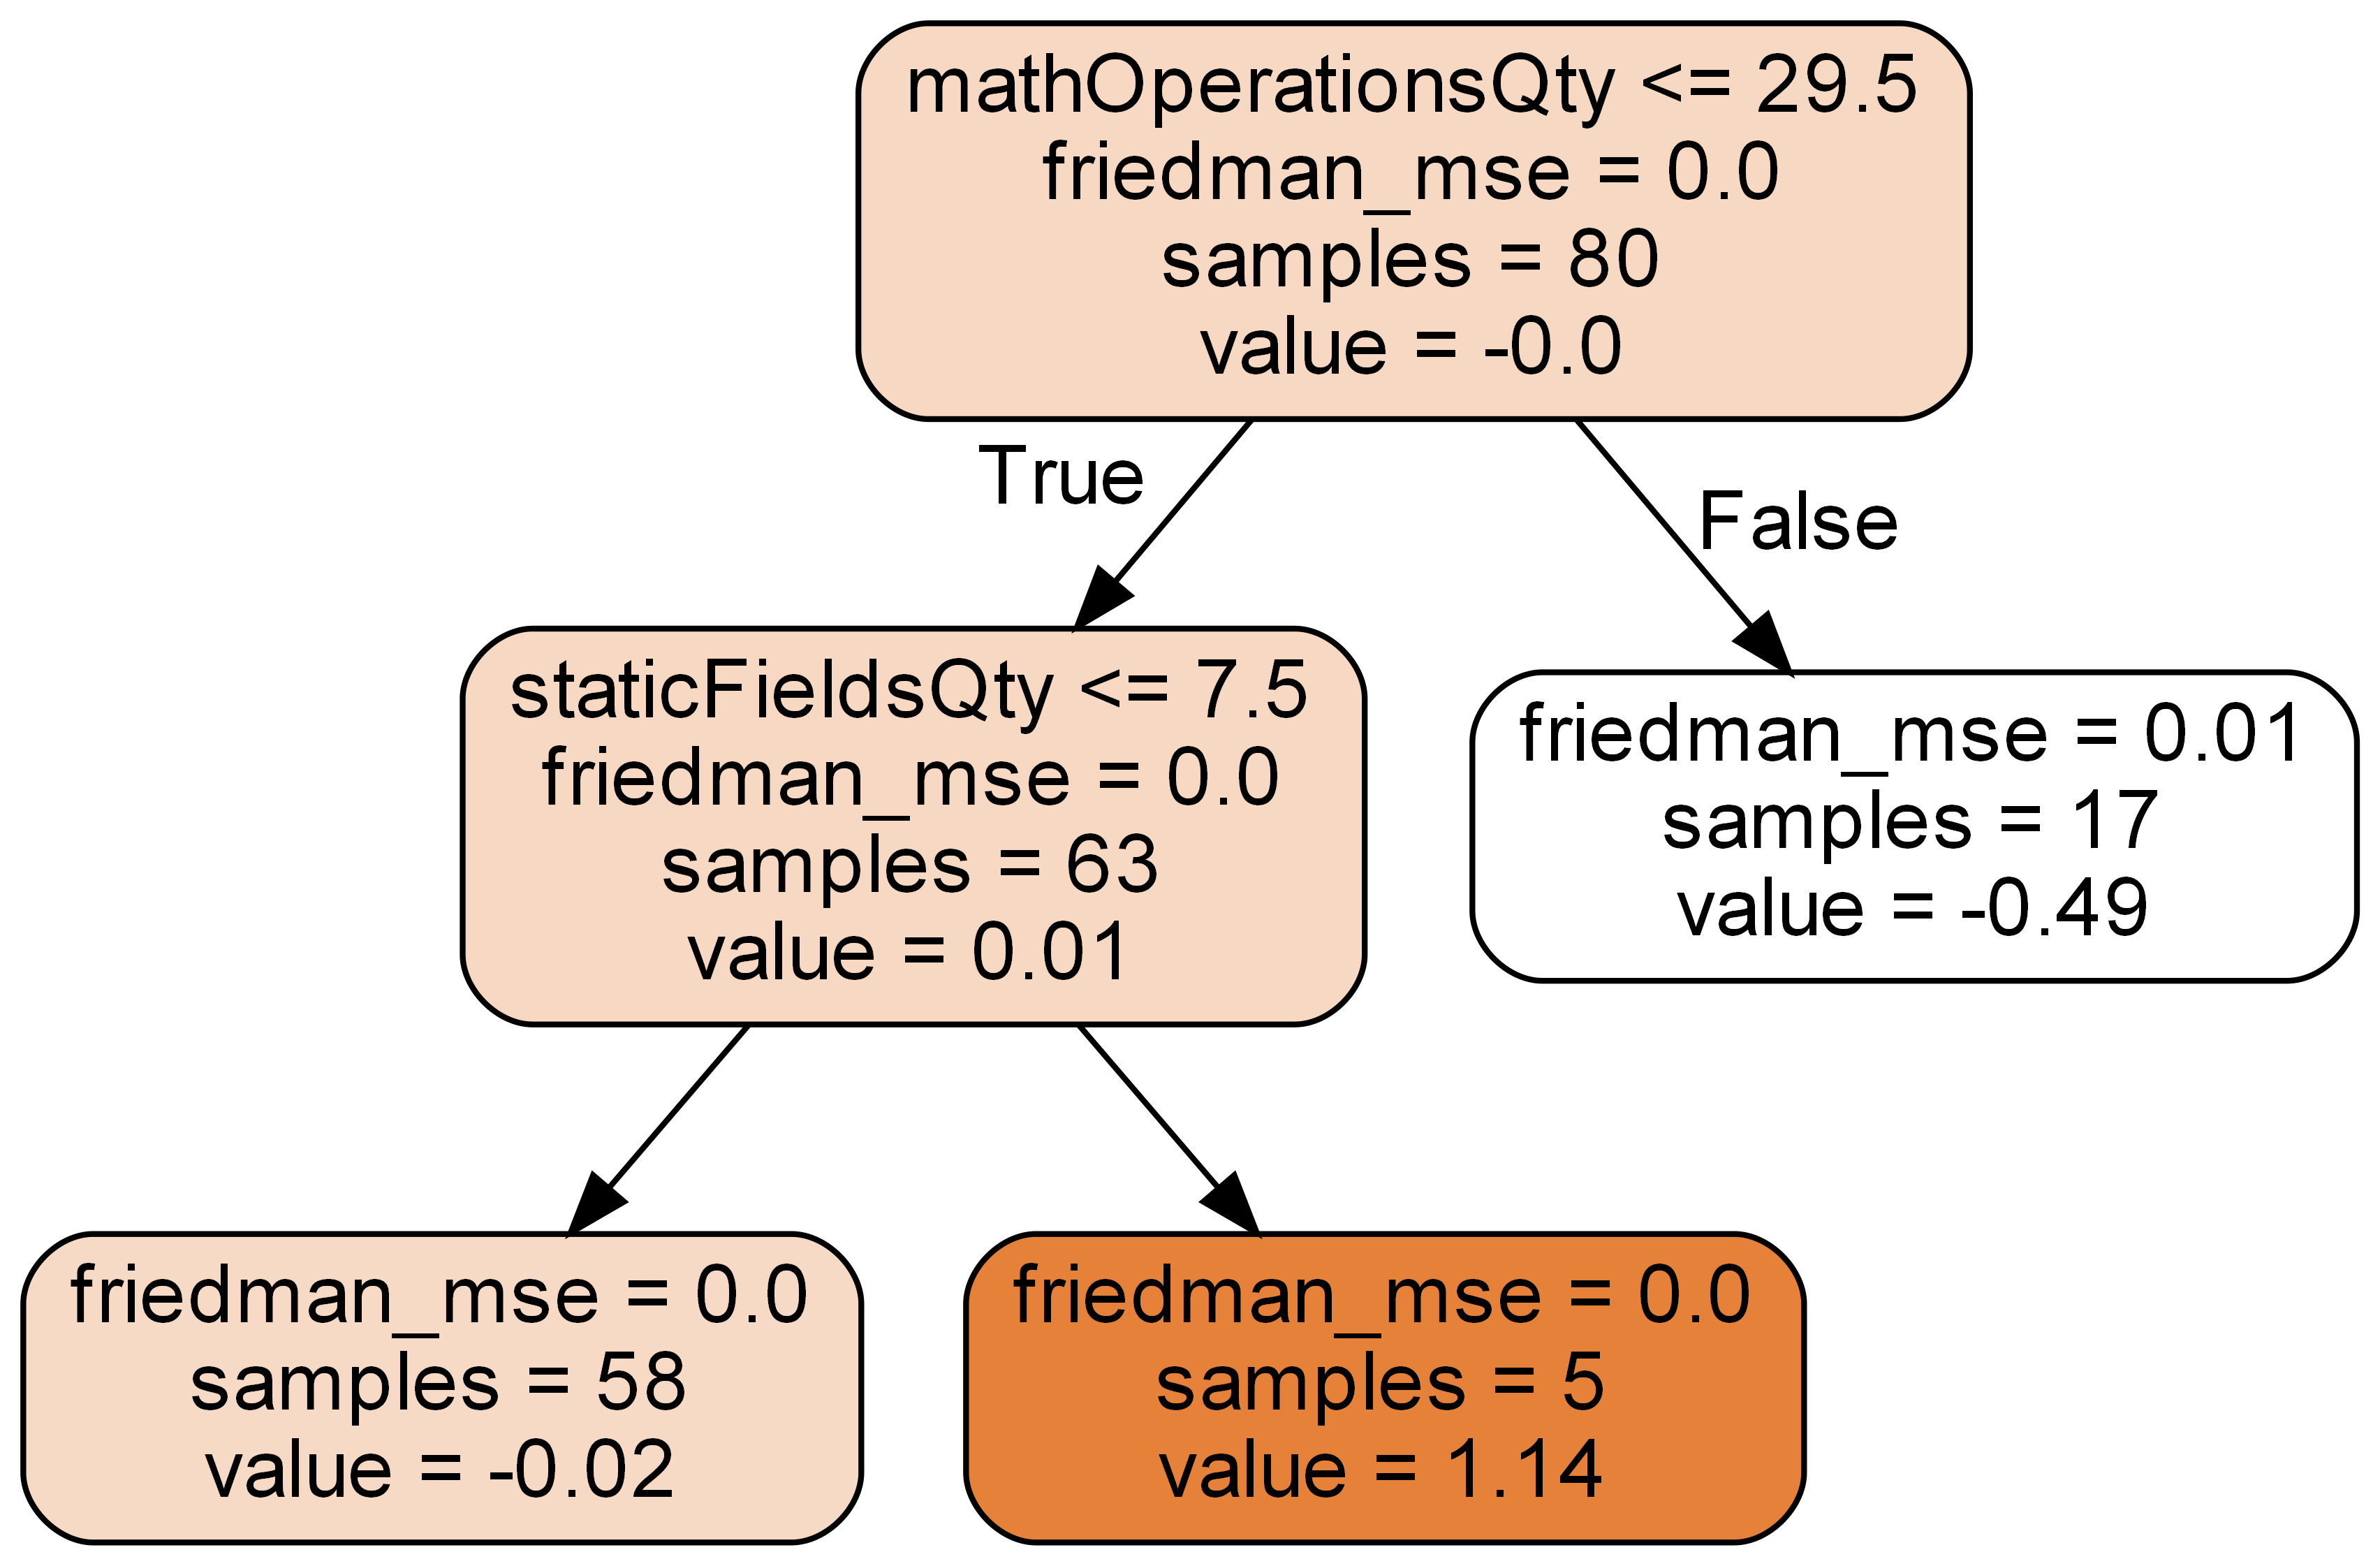 mathOperationsQty <= 29.5
friedman_mse = 0.0
samples = 80
value = -0.0
True
False
staticFieldsQty <= 7.5
friedman_mse = 0.0
samples = 63
value = 0.01
friedman_mse = 0.01
samples = 17
value = -0.49
friedman_mse = 0.0
samples = 58
value = -0.02
friedman_mse = 0.0
samples = 5
value = 1.14